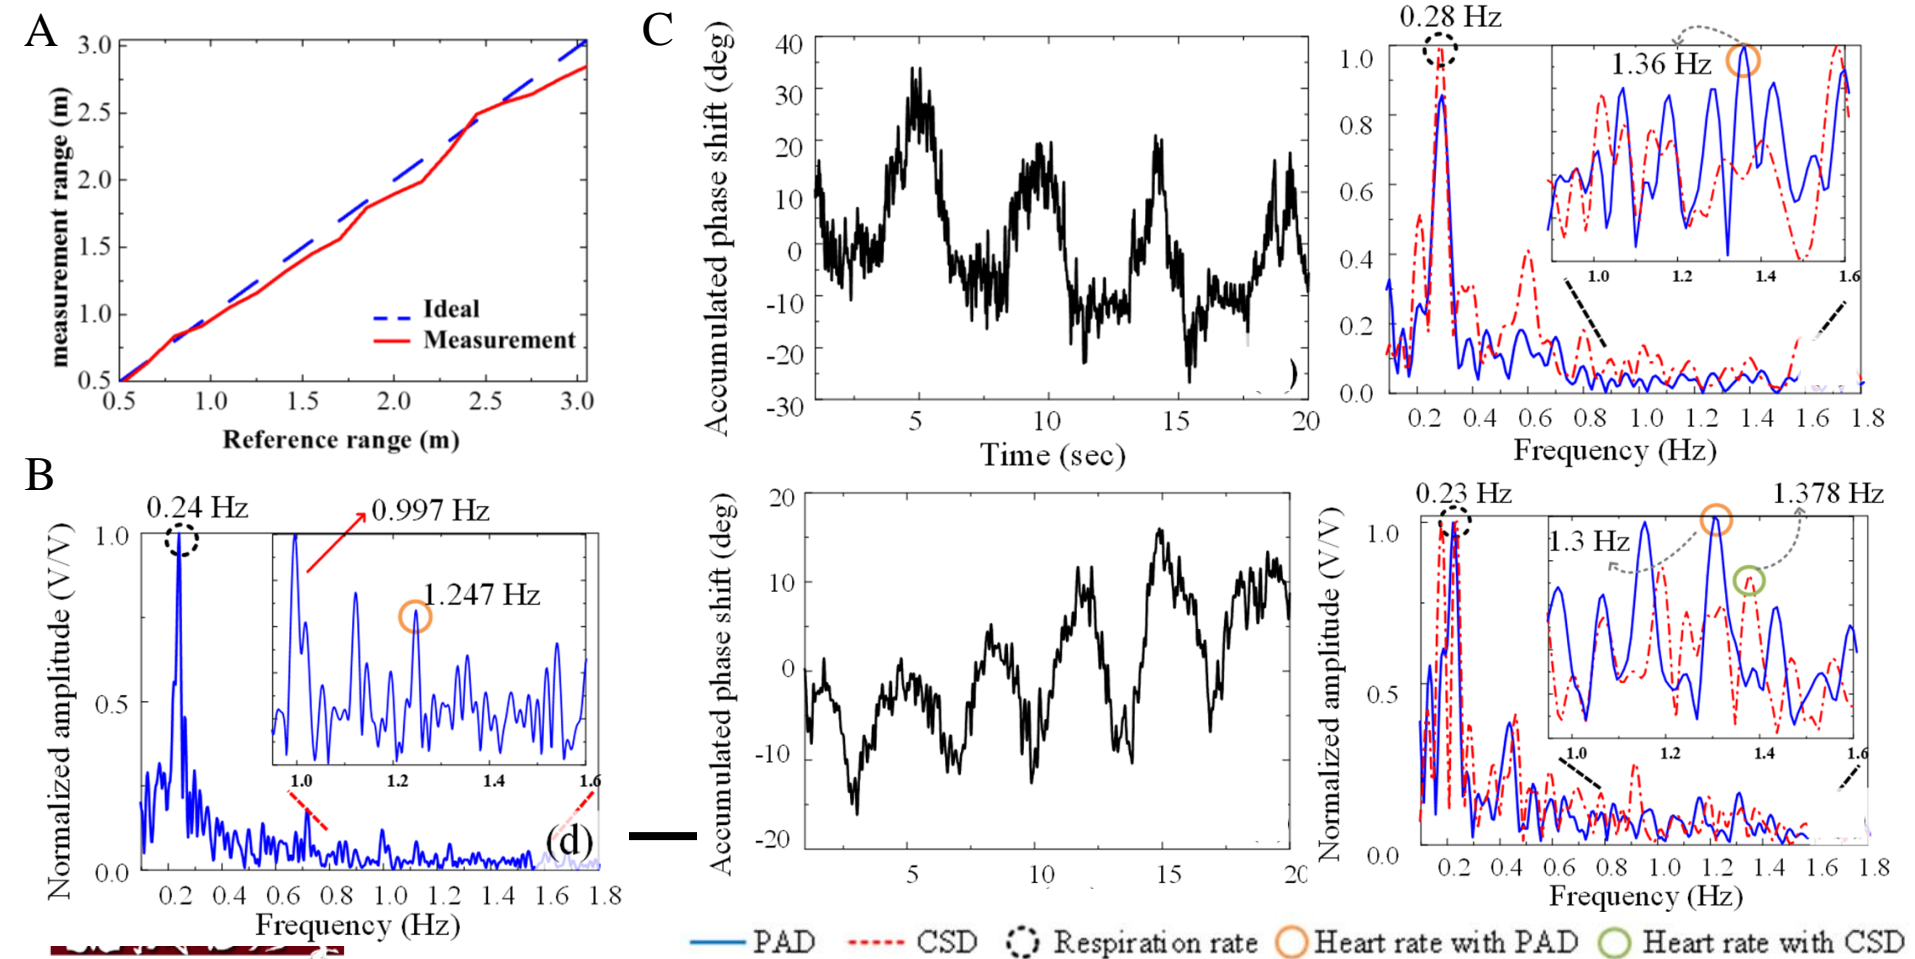 A
measurement range (m)
3.0
2.5
2.0
1.5
1.0
0.5
Ideal
Measurement
0.5 1.0 1.5 2.0 2.5 3.0
Reference range (m)
B
Normalized amplitude (V/V)
0.24 Hz
0.997 Hz
1.247 Hz
1.0
0.5
0.0
1.0 1.2 1.4 1.6
(d)
0.2 0.4 0.6 0.8 1.0 1.2 1.4 1.6 1.8
Frequency (Hz)
C
Accumulated phase shift (deg)
40
30
20
10
0
-10
-20
-30
)
5 10 15 20
Time (sec)
0.28 Hz
1.36 Hz
1.0
0.8
0.6
0.4
0.2
0.0
1.0 1.2 1.4 1.6
0.2 0.4 0.6 0.8 1.0 1.2 1.4 1.6 1.8
Frequency (Hz)
Accumulated phase shift (deg)
20
10
0
-10
-20
5 10 15 20
Normalized amplitude (V/V)
0.23 Hz
1.378 Hz
1.3 Hz
1.0
0.5
0.0
1.0 1.2 1.4 1.6
0.2 0.4 0.6 0.8 1.0 1.2 1.4 1.6 1.8
Frequency (Hz)
PAD CSD Respiration rate Heart rate with PAD Heart rate with CSD